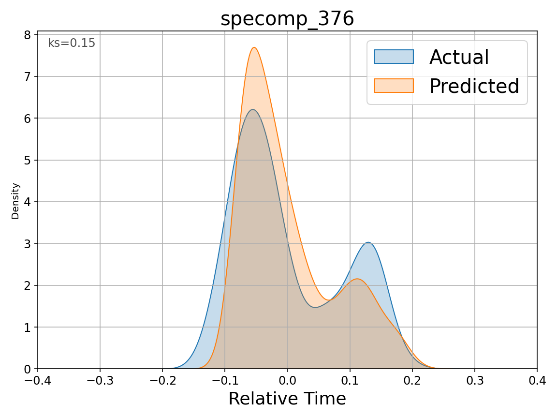 specomp_376
ks=0.15
Actual
Predicted
Density
8
7
6
5
4
3
2
1
0
−0.4 −0.3 −0.2 −0.1 0.0 0.1 0.2 0.3 0.4
Relative Time